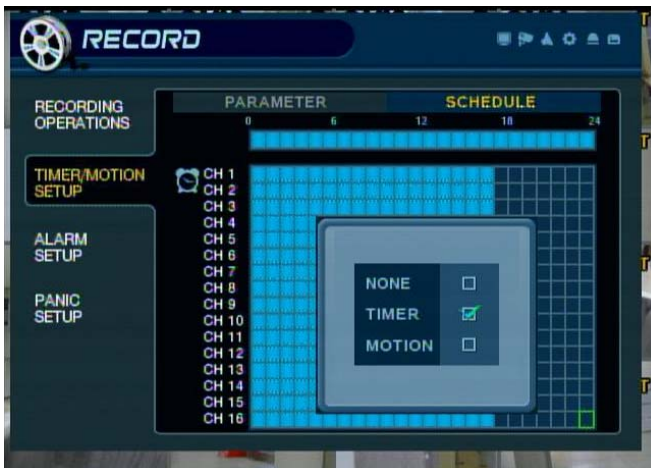 RECORD
RECORDING
OPERATIONS
TIMER/MOTION
SETUP
ALARM
SETUP
PANIC
SETUP
PARAMETER
SCHEDULE
0 6 12 18 24
CH 1
CH 2
CH 3
CH 4
CH 5
CH 6
CH 7
CH 8
CH 9
CH 10
CH 11
CH 12
CH 13
CH 14
CH 15
CH 16
NONE
TIMER
MOTION
T
T
T
T